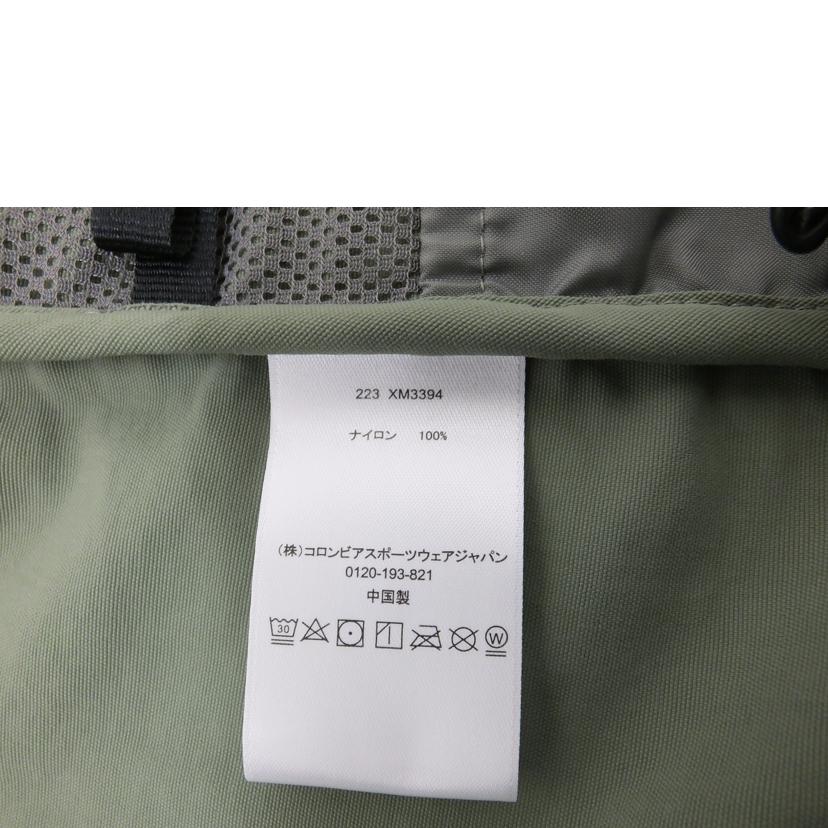 223 XM3394
ナイロン 100%
(株)コロンビアスポーツウェアジャパン
0120-193-821
中国製
30 W